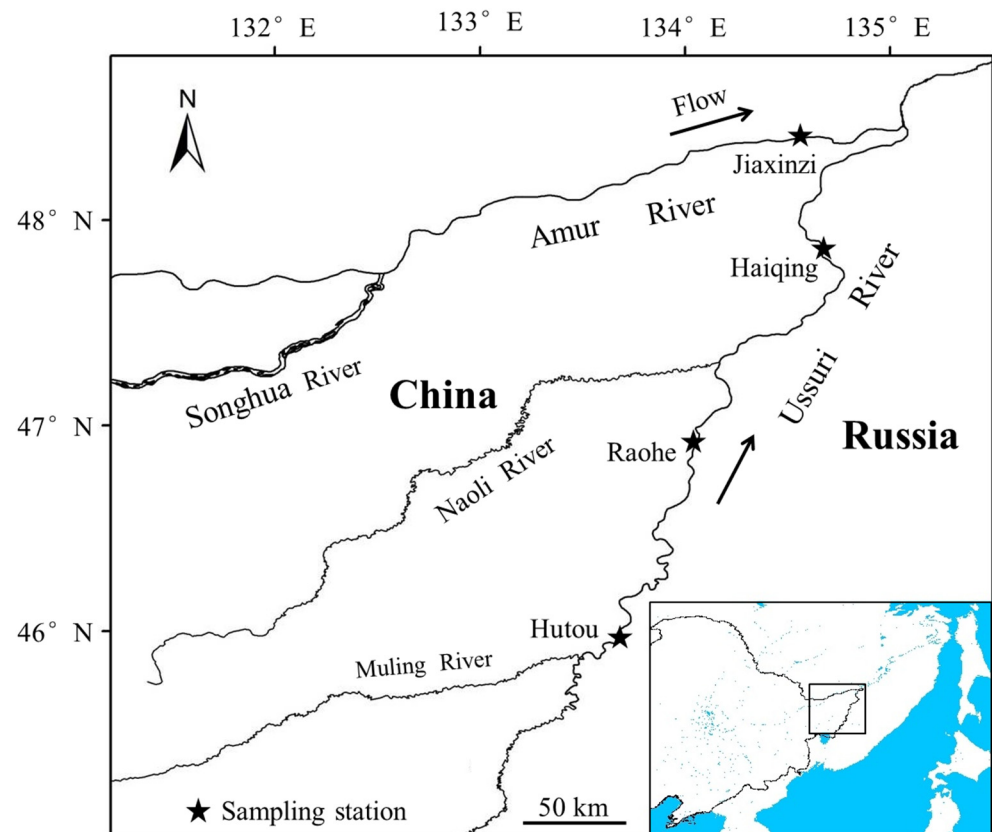 132° E
133° E
134° E
135° E
N
Flow
Jiaxinzi
48° N
Amur River
Haiqing
Ussuri River
Songhua River
China
47° N
Russia
Raohe
Naoli River
46° N
Hutou
Muling River
Sampling station
50 km